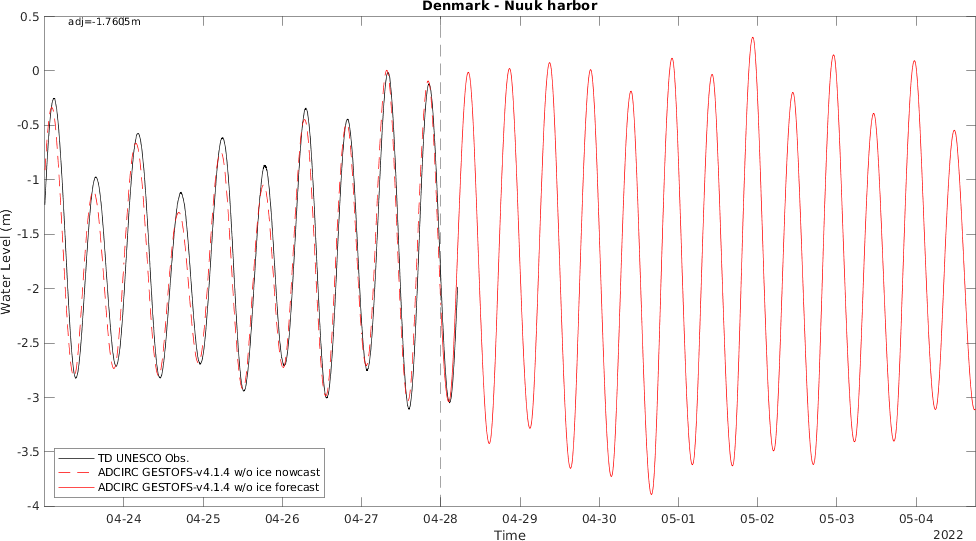 Denmark - Nuuk harbor
adj=-1.7605m
0.5
0
-0.5
-1
-1.5
-2
-2.5
-3
-3.5
-4
Water Level (m)
TD UNESCO Obs.
ADCIRC GESTOFS-v4.1.4 w/o ice nowcast
ADCIRC GESTOFS-v4.1.4 w/o ice forecast
04-24 04-25 04-26 04-27 04-28 04-29 04-30 05-01 05-02 05-03 05-04
Time
2022